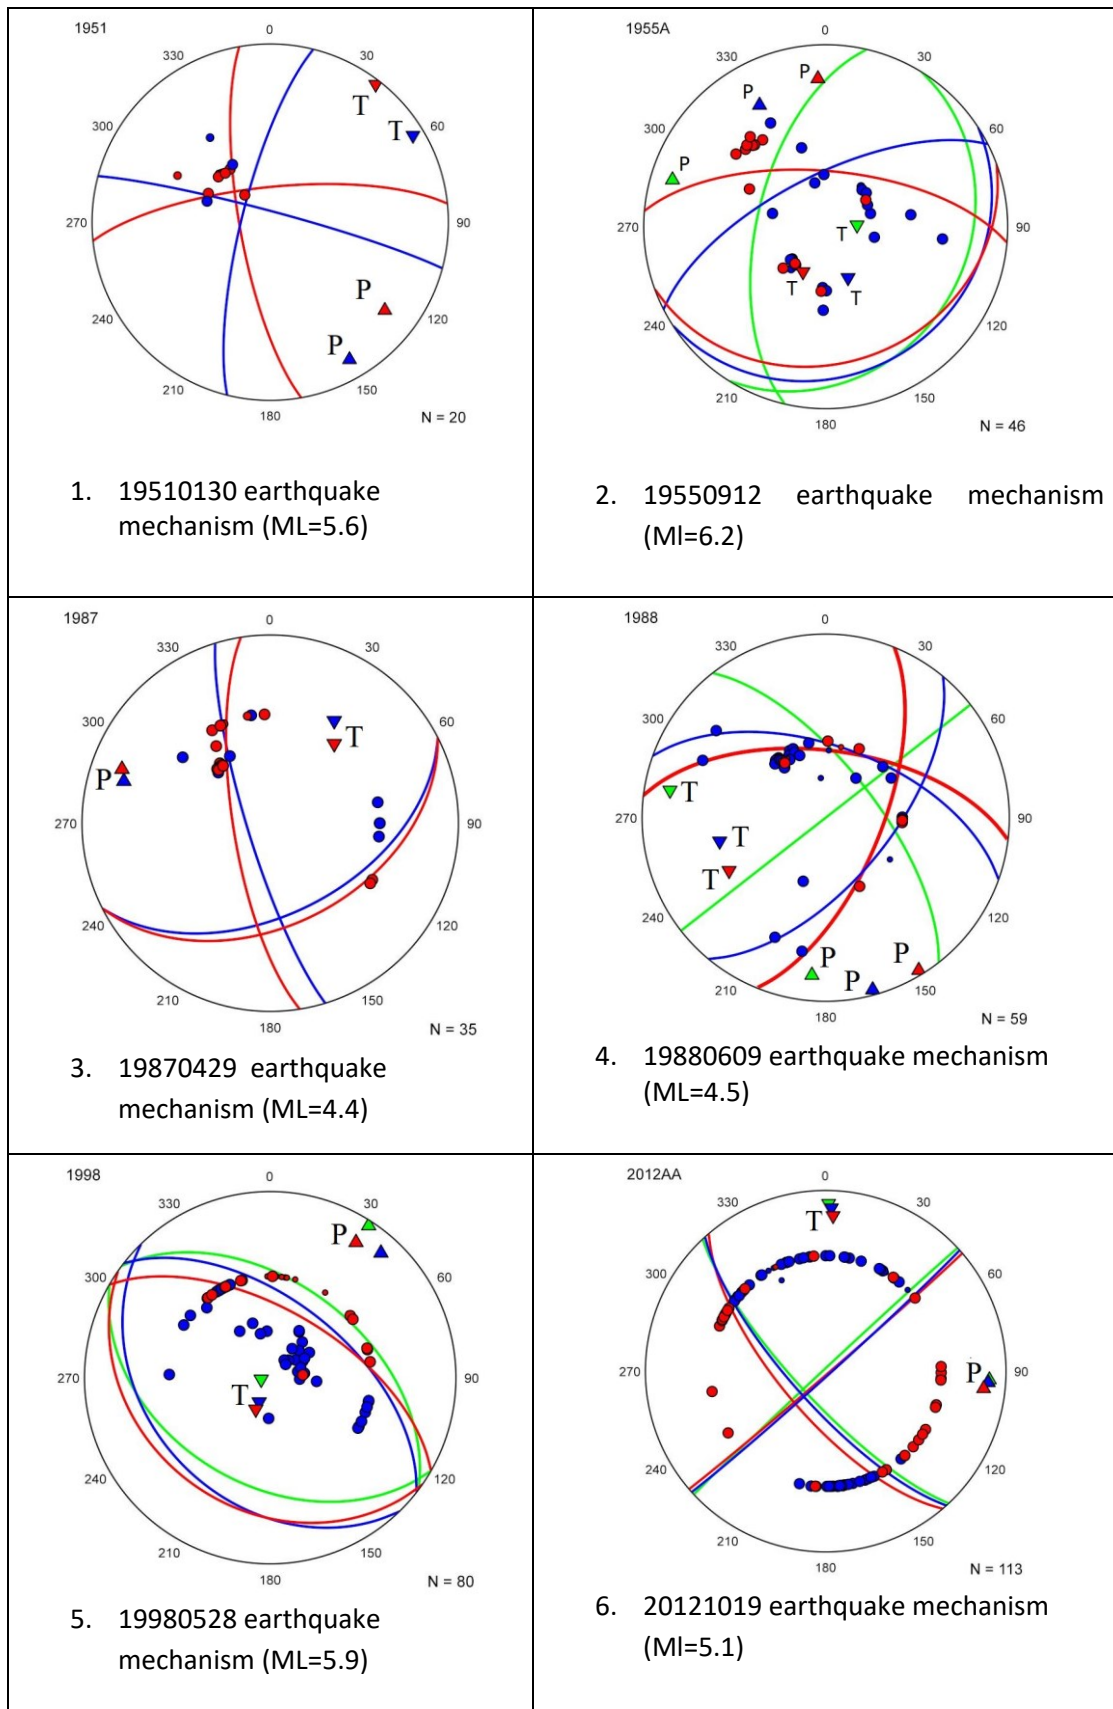 1951
0
30
60
90
120
150
180
210
240
270
300
330
T
T
P
P
N = 20
1. 19510130 earthquake
mechanism (ML=5.6)
1955A
0
30
60
90
120
150
180
210
240
270
300
330
P
P
P
T
T
T
N = 46
2. 19550912 earthquake mechanism
(Ml=6.2)
1987
0
30
60
90
120
150
180
210
240
270
300
330
T
P
N = 35
3. 19870429 earthquake
mechanism (ML=4.4)
1988
0
30
60
90
120
150
180
210
240
270
300
330
T
T
T
P
P
P
N = 59
4. 19880609 earthquake mechanism
(ML=4.5)
1998
0
30
60
90
120
150
180
210
240
270
300
330
P
T
N = 80
5. 19980528 earthquake
mechanism (ML=5.9)
2012AA
0
30
60
90
120
150
180
210
240
270
300
330
T
P
N = 113
6. 20121019 earthquake mechanism
(Ml=5.1)